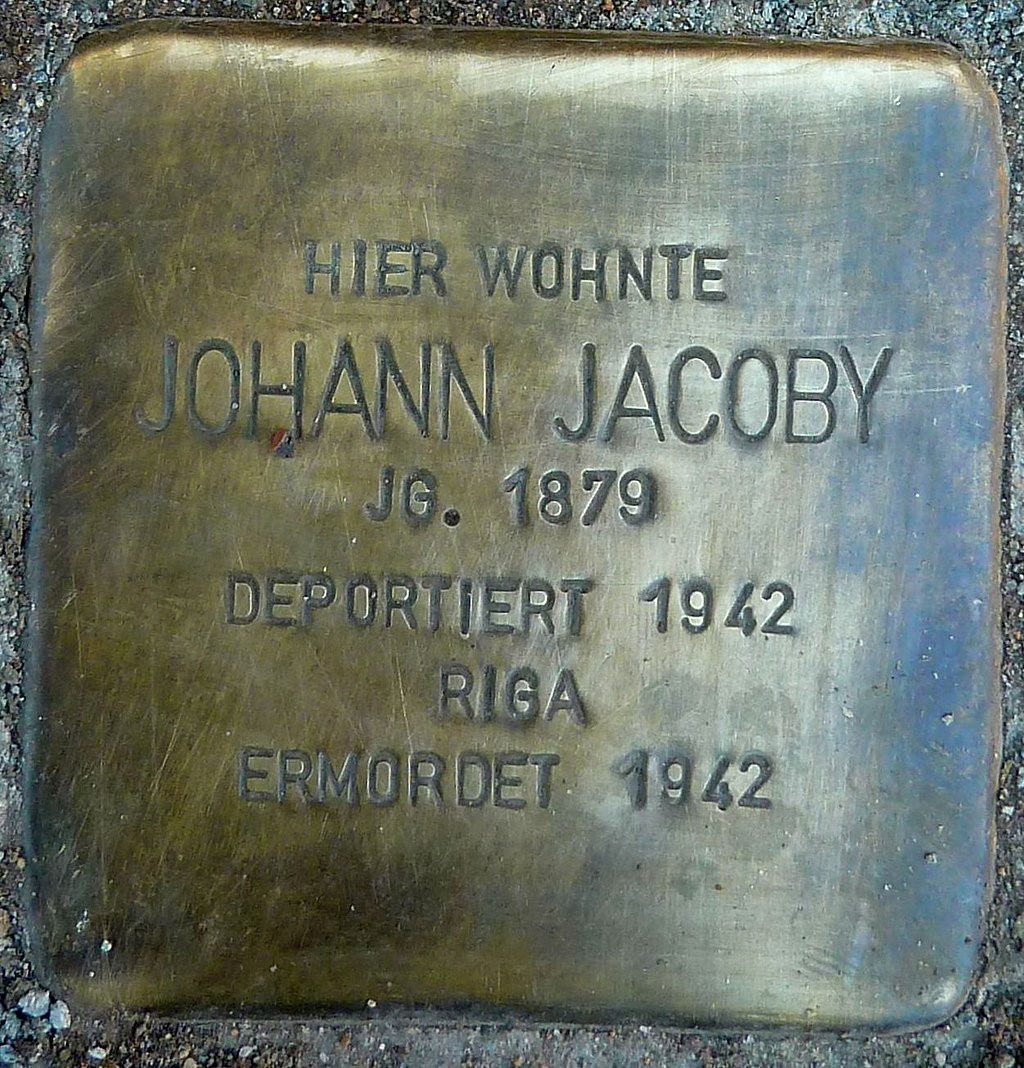 HIER WOHNTE
JOHANN JACOBY
JG. 1879
DEPORTIERT 1942
RIGA
ERMORDET 1942